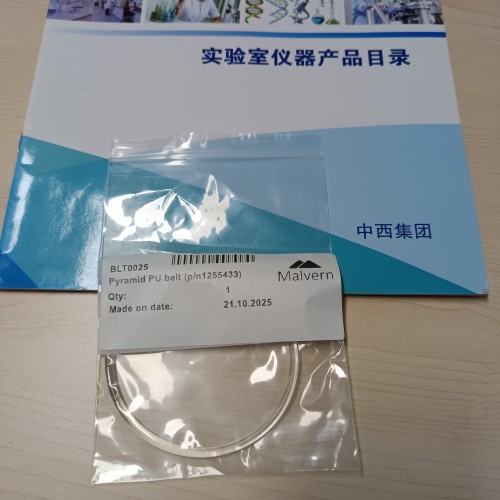 实验室仪器产品目录
中西集团
BLT0025
Pyramid PU belt (p/n1255433)
Qty: 1
Made on date: 21.10.2025
Malvern